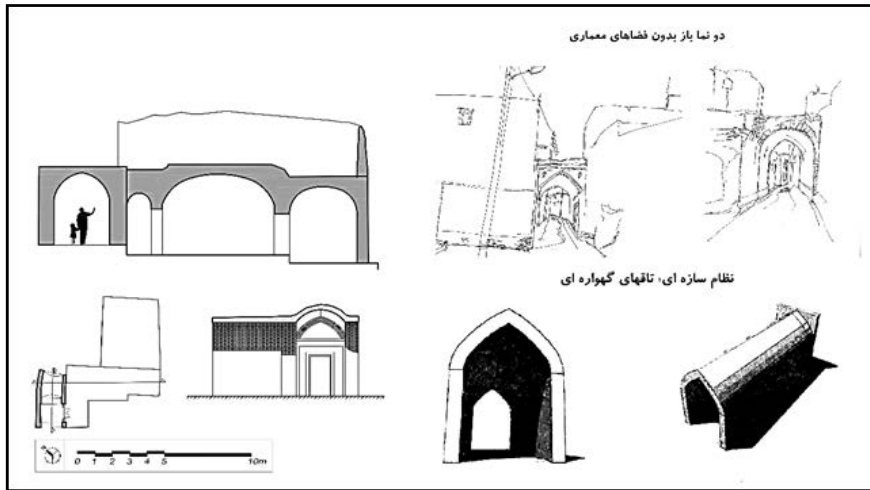 دو نما باز بدون فضاهای معماری
نظام سازه ای، تاقهای گهواره ای
0 1 2 3 4 5 10m